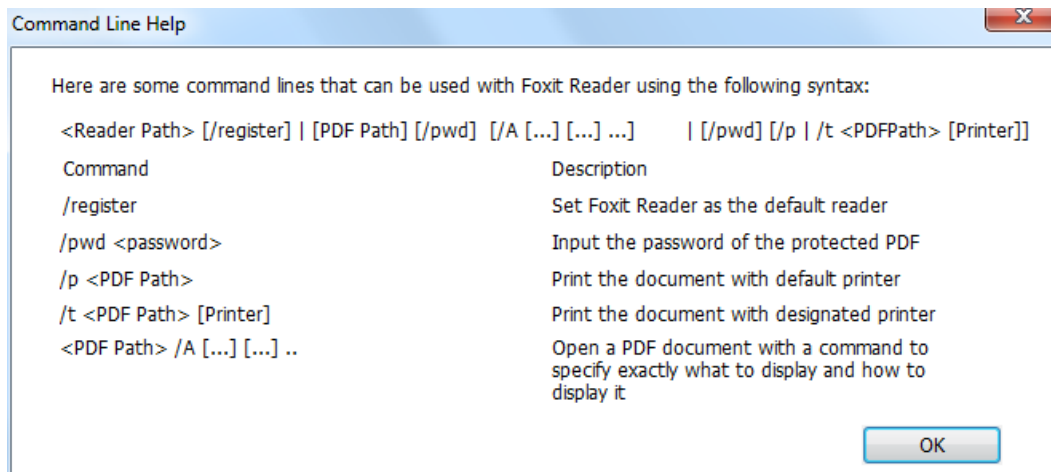 Command Line Help
X
Here are some command lines that can be used with Foxit Reader using the following syntax:
<Reader Path> [/register] | [PDF Path] [/pwd] [/A [...] [...] ...] | [/pwd] [/p | /t <PDFPath> [Printer]]
Command Description
/register Set Foxit Reader as the default reader
/pwd <password> Input the password of the protected PDF
/p <PDF Path> Print the document with default printer
/t <PDF Path> [Printer] Print the document with designated printer
<PDF Path> /A [...] [...] .. Open a PDF document with a command to
specify exactly what to display and how to
display it
OK